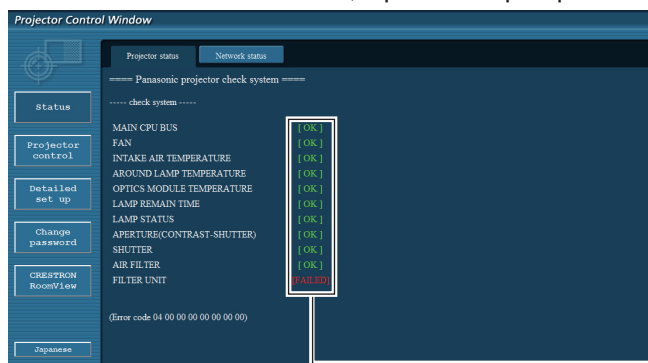 Projector Control Window
Projector status
Network status
==== Panasonic projector check system ====
Status
----- check system -----
MAIN CPU BUS [ OK ]
FAN [ OK ]
INTAKE AIR TEMPERATURE [ OK ]
AROUND LAMP TEMPERATURE [ OK ]
OPTICS MODULE TEMPERATURE [ OK ]
LAMP REMAIN TIME [ OK ]
LAMP STATUS [ OK ]
APERTURE(CONTRAST-SHUTTER) [ OK ]
SHUTTER [ OK ]
AIR FILTER [ OK ]
FILTER UNIT [FAILED]
(Error code 04 00 00 00 00 00 00 00)
Projector
control
Detailed
set up
Change
password
CRESTRON
RoomView
Japanese